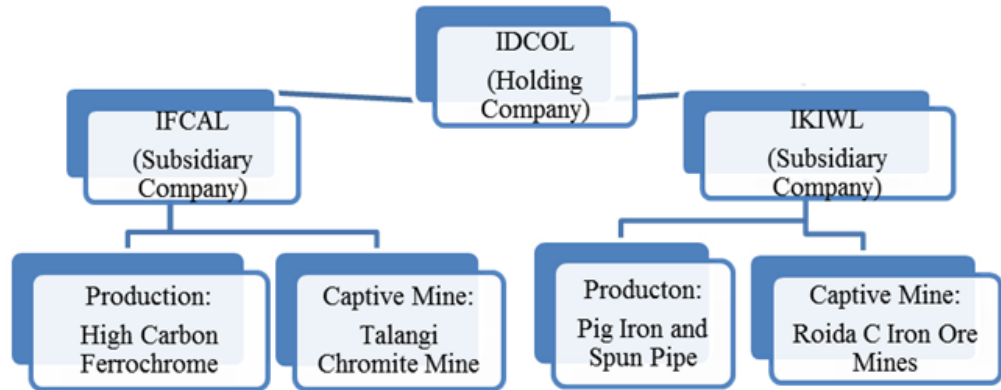 IDCOL
(Holding
Company)
IFCAL
(Subsidiary
Company)
IKIWL
(Subsidiary
Company)
Production:
High Carbon
Ferrochrome
Captive Mine:
Talangi
Chromite Mine
Producton:
Pig Iron and
Spun Pipe
Captive Mine:
Roida C Iron Ore
Mines